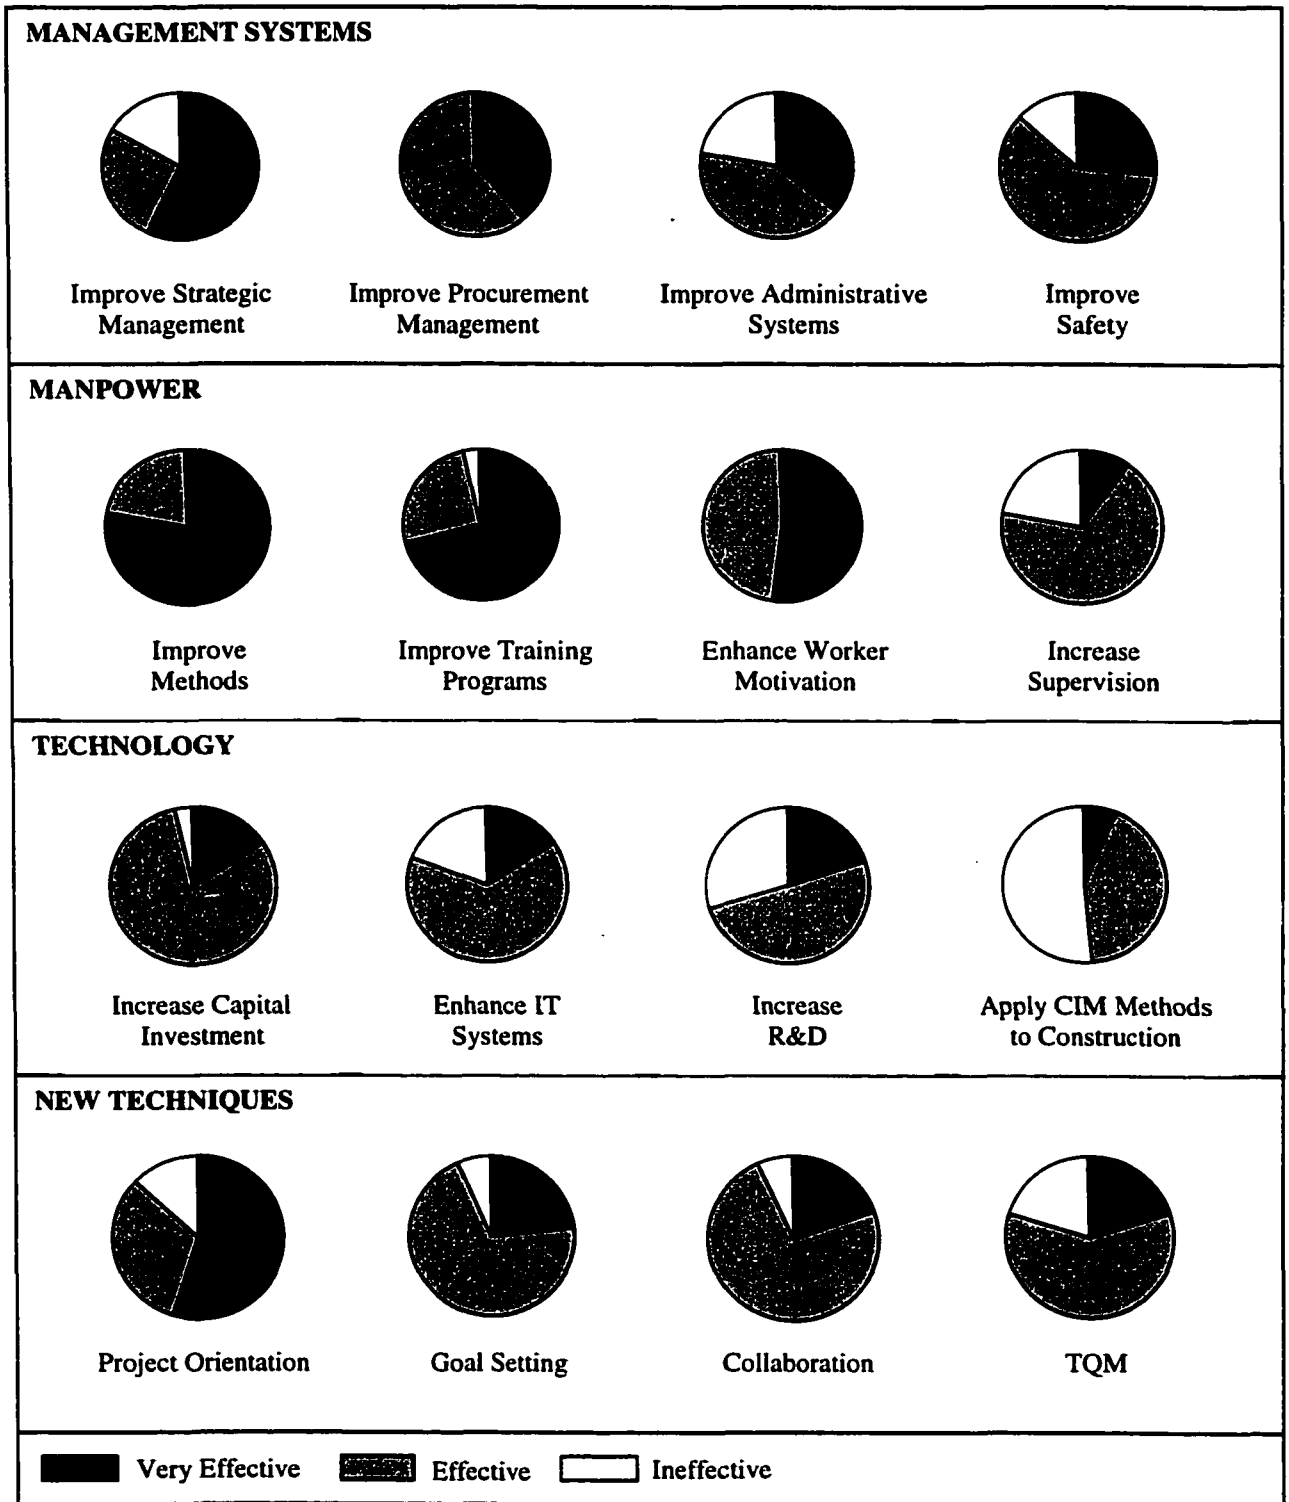 MANAGEMENT SYSTEMS
Improve Strategic
Management
Improve Procurement
Management
Improve Administrative
Systems
Improve
Safety
MANPOWER
Improve
Methods
Improve Training
Programs
Enhance Worker
Motivation
Increase
Supervision
TECHNOLOGY
Increase Capital
Investment
Enhance IT
Systems
Increase
R&D
Apply CIM Methods
to Construction
NEW TECHNIQUES
Project Orientation
Goal Setting
Collaboration
TQM
Very Effective
Effective
Ineffective